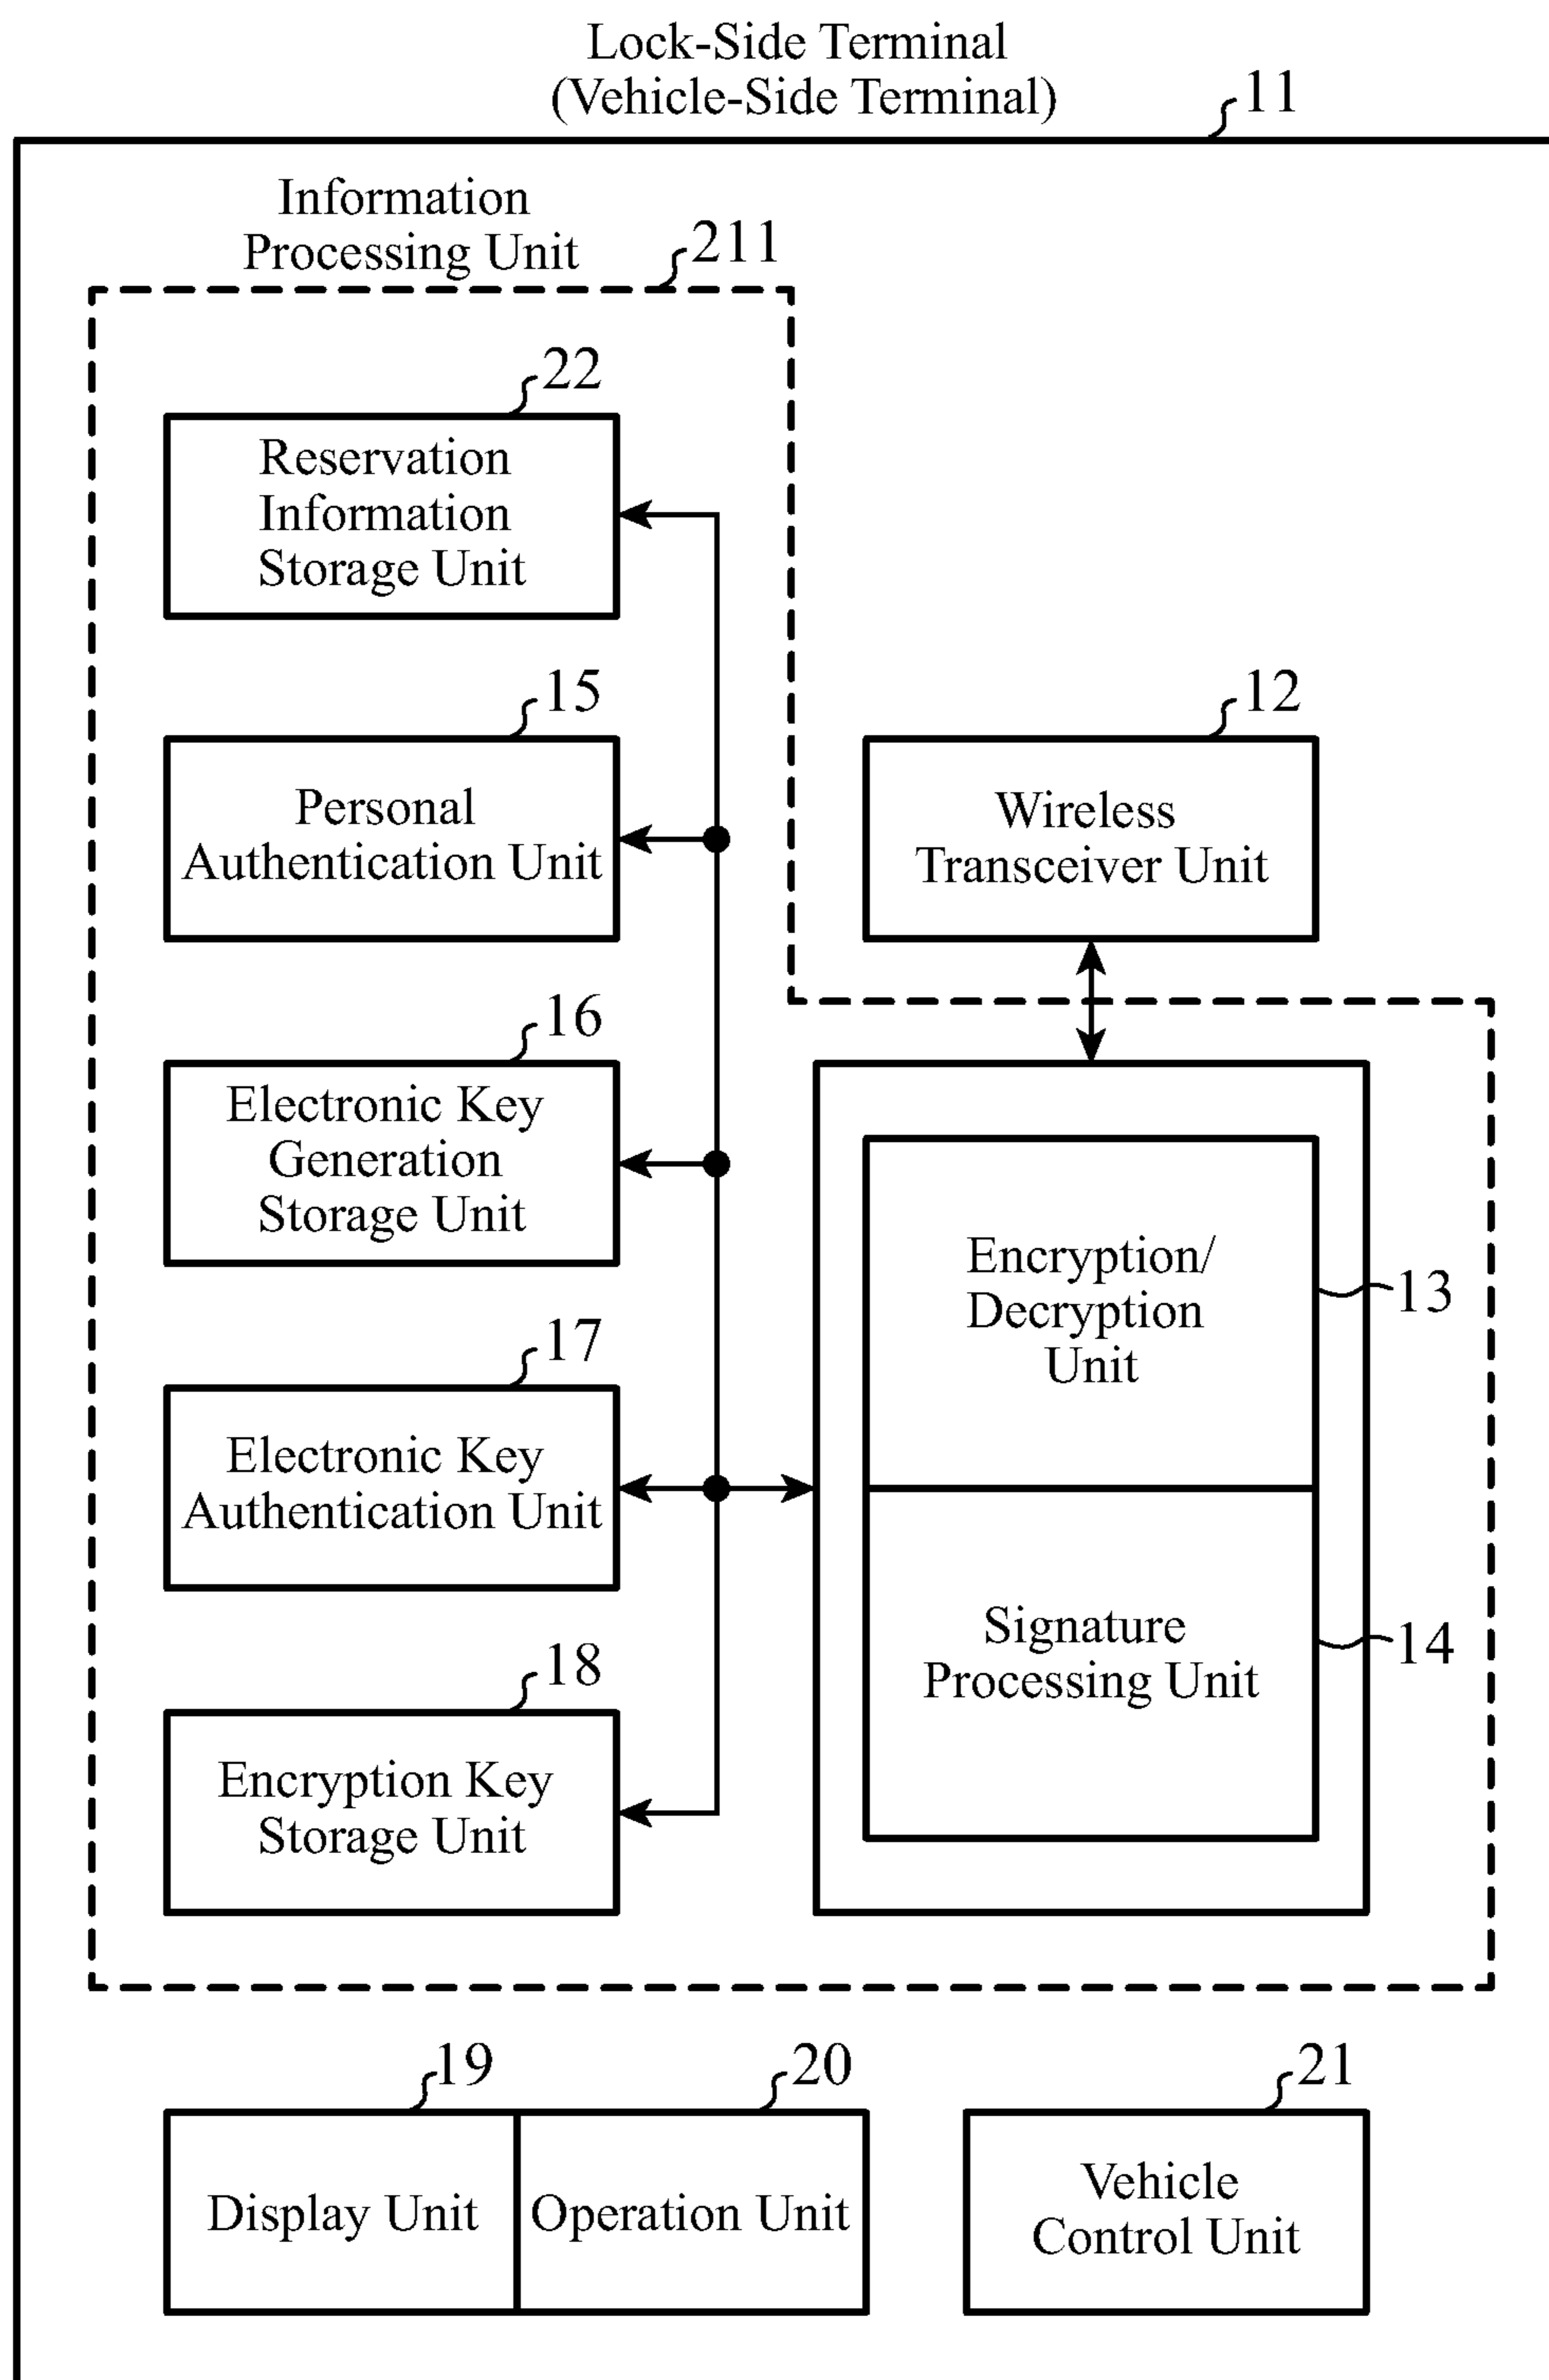 Lock-Side Terminal
(Vehicle-Side Terminal)
11
Information
Processing Unit
211
22
Reservation
Information
Storage Unit
15
Personal
Authentication Unit
12
Wireless
Transceiver Unit
16
Electronic Key
Generation
Storage Unit
Encryption/
Decryption
Unit
13
17
Electronic Key
Authentication Unit
Signature
Processing Unit
14
18
Encryption Key
Storage Unit
19
Display Unit
20
Operation Unit
21
Vehicle
Control Unit